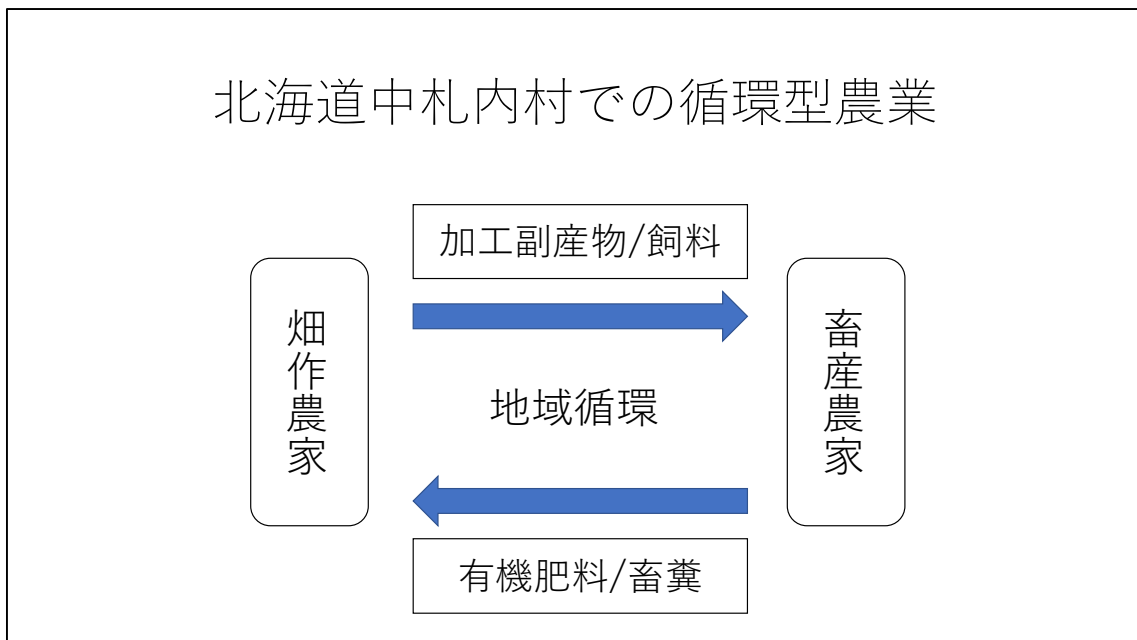 北海道中札内村での循環型農業
加工副産物/飼料
畑作農家
畜産農家
地域循環
有機肥料/畜糞